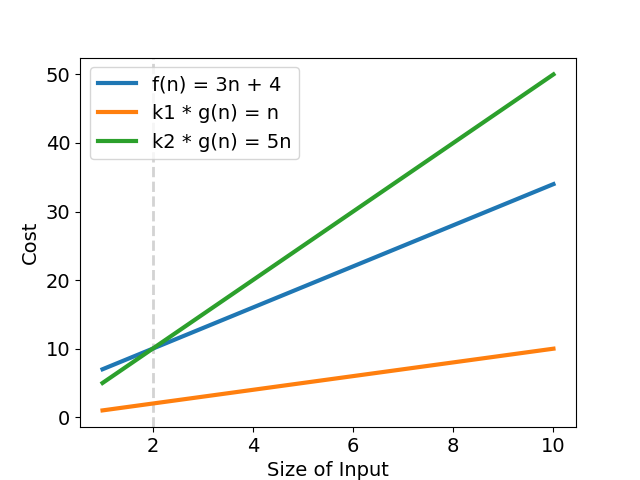 f(n) = 3n + 4
k1 * g(n) = n
k2 * g(n) = 5n
50
40
30
20
10
0
Cost
2
4
6
8
10
Size of Input